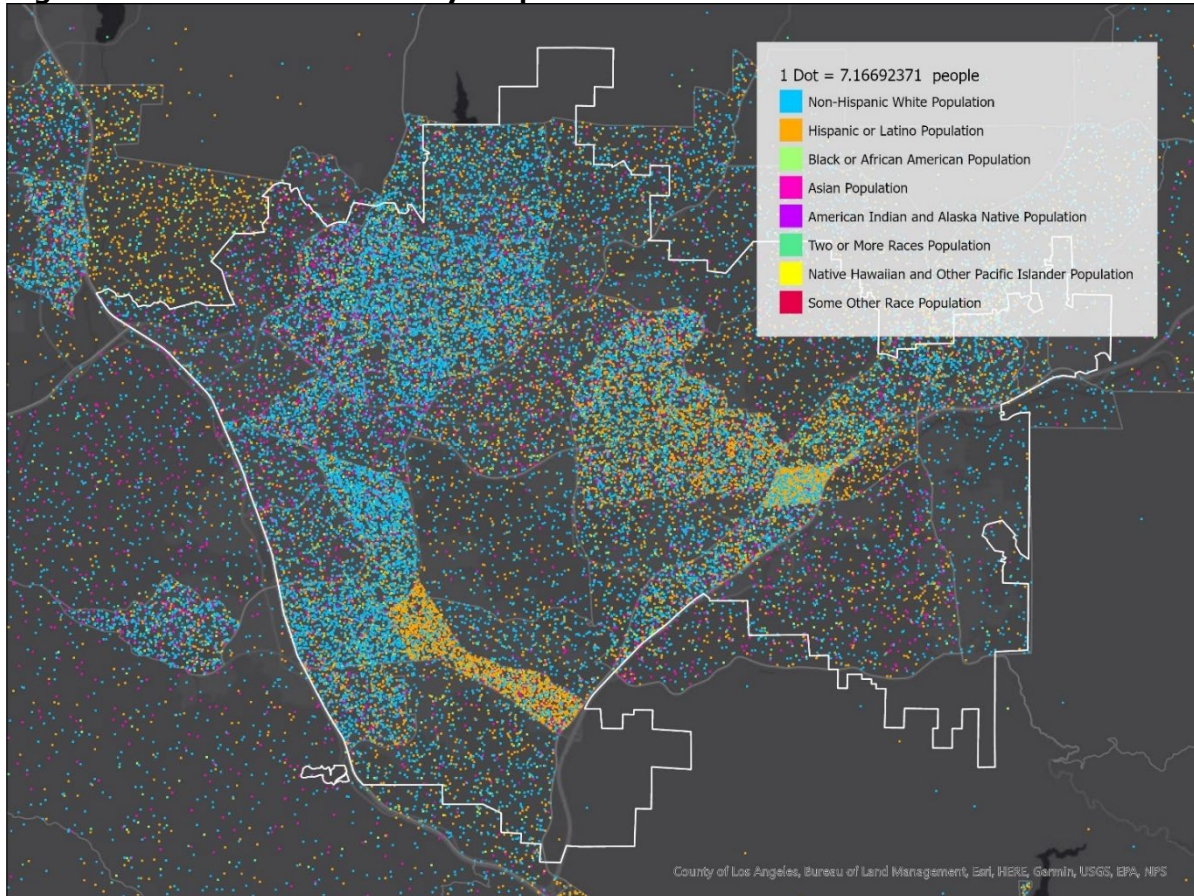 1 Dot = 7.16692371 people
Non-Hispanic White Population
Hispanic or Latino Population
Black or African American Population
Asian Population
American Indian and Alaska Native Population
Two or More Races Population
Native Hawaiian and Other Pacific Islander Population
Some Other Race Population
County of Los Angeles, Bureau of Land Management, Esri, HERE, Garmin, USGS, EPA, NPS